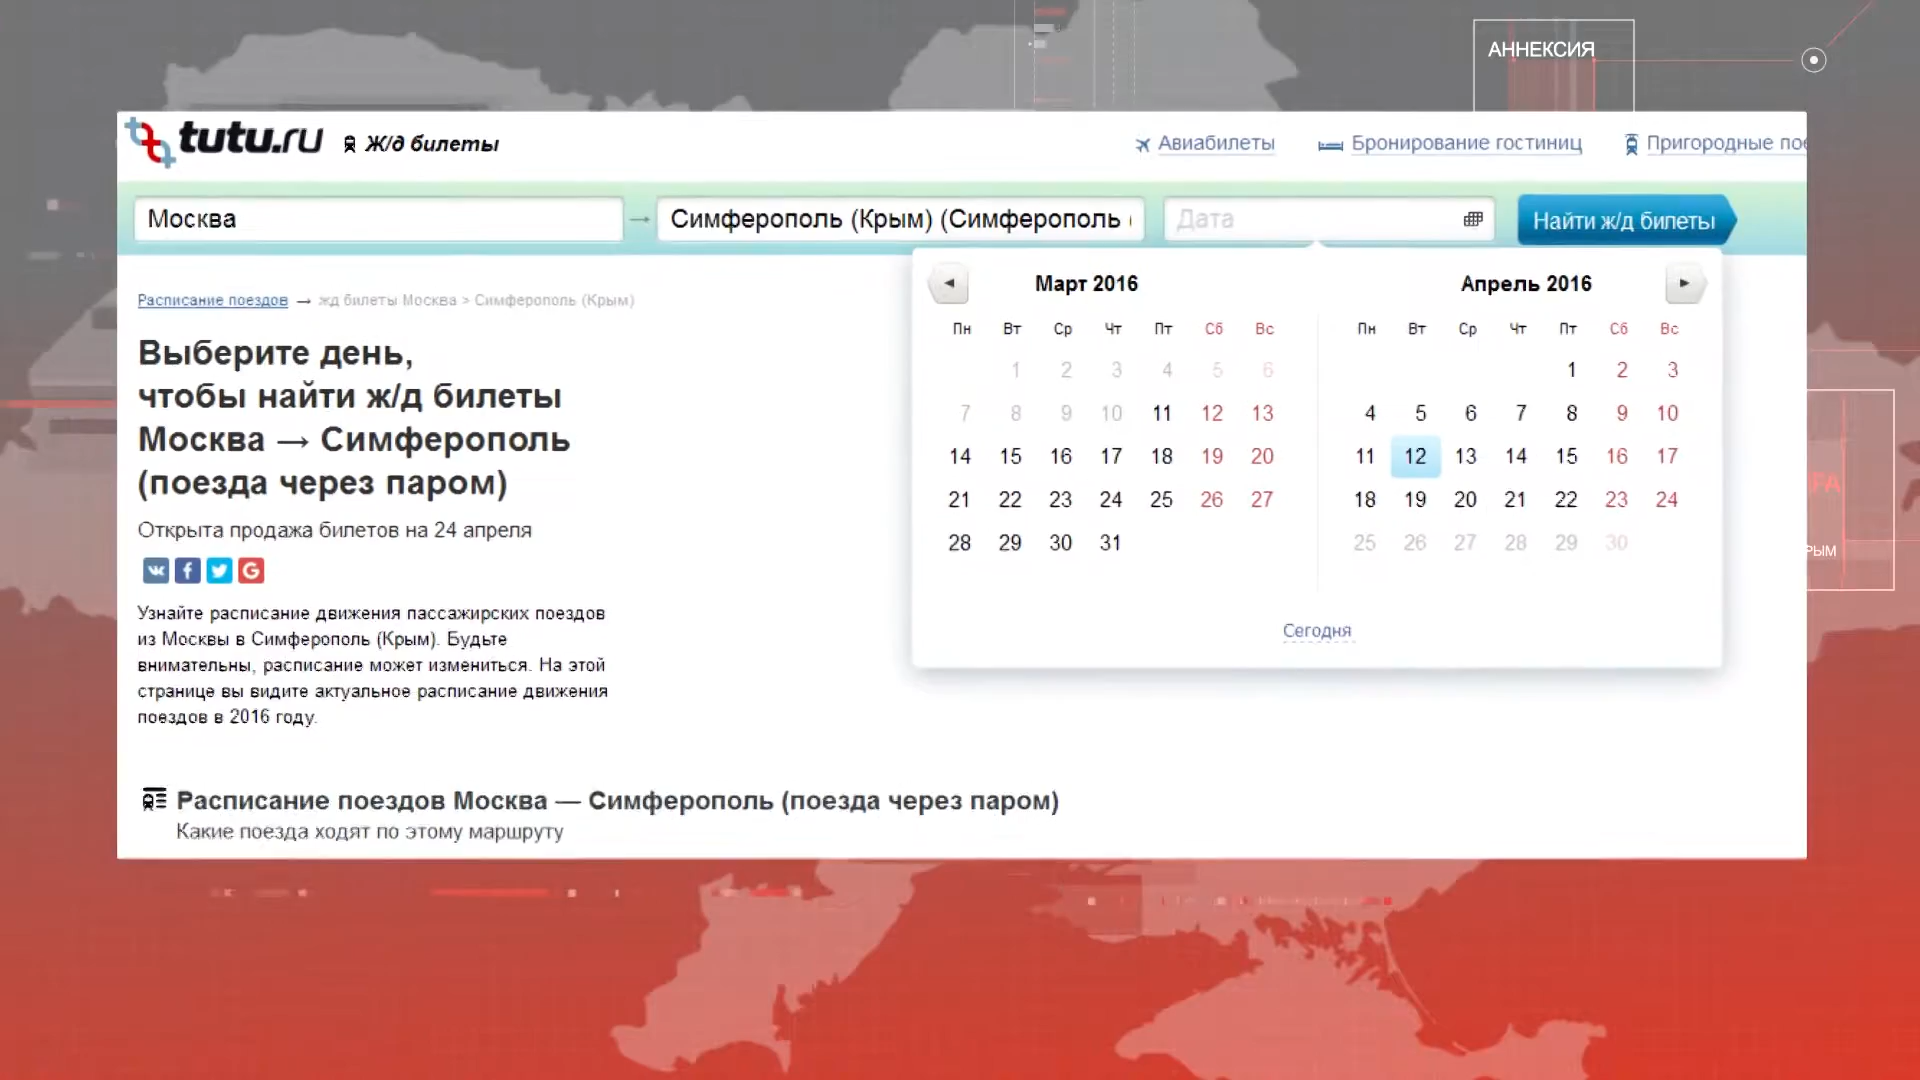 АННЕКСИЯ
tutu.ru Ж/д билеты
Авиабилеты Бронирование гостиниц Пригородные
Москва → Симферополь (Крым) (Симферополь Дата Найти ж/д билеты
Расписание поездов → жд билеты Москва > Симферополь (Крым)
Выберите день,
чтобы найти ж/д билеты
Москва → Симферополь
(поезда через паром)
Открыта продажа билетов на 24 апреля
Узнайте расписание движения пассажирских поездов
из Москвы в Симферополь (Крым). Будьте
внимательны, расписание может измениться. На этой
странице вы видите актуальное расписание движения
поездов в 2016 году.
Март 2016
Пн Вт Ср Чт Пт Сб Вс
1 2 3 4 5 6
7 8 9 10 11 12 13
14 15 16 17 18 19 20
21 22 23 24 25 26 27
28 29 30 31
Апрель 2016
Пн Вт Ср Чт Пт Сб Вс
1 2 3
4 5 6 7 8 9 10
11 12 13 14 15 16 17
18 19 20 21 22 23 24
25 26 27 28 29 30
Сегодня
Расписание поездов Москва — Симферополь (поезда через паром)
Какие поезда ходят по этому маршруту